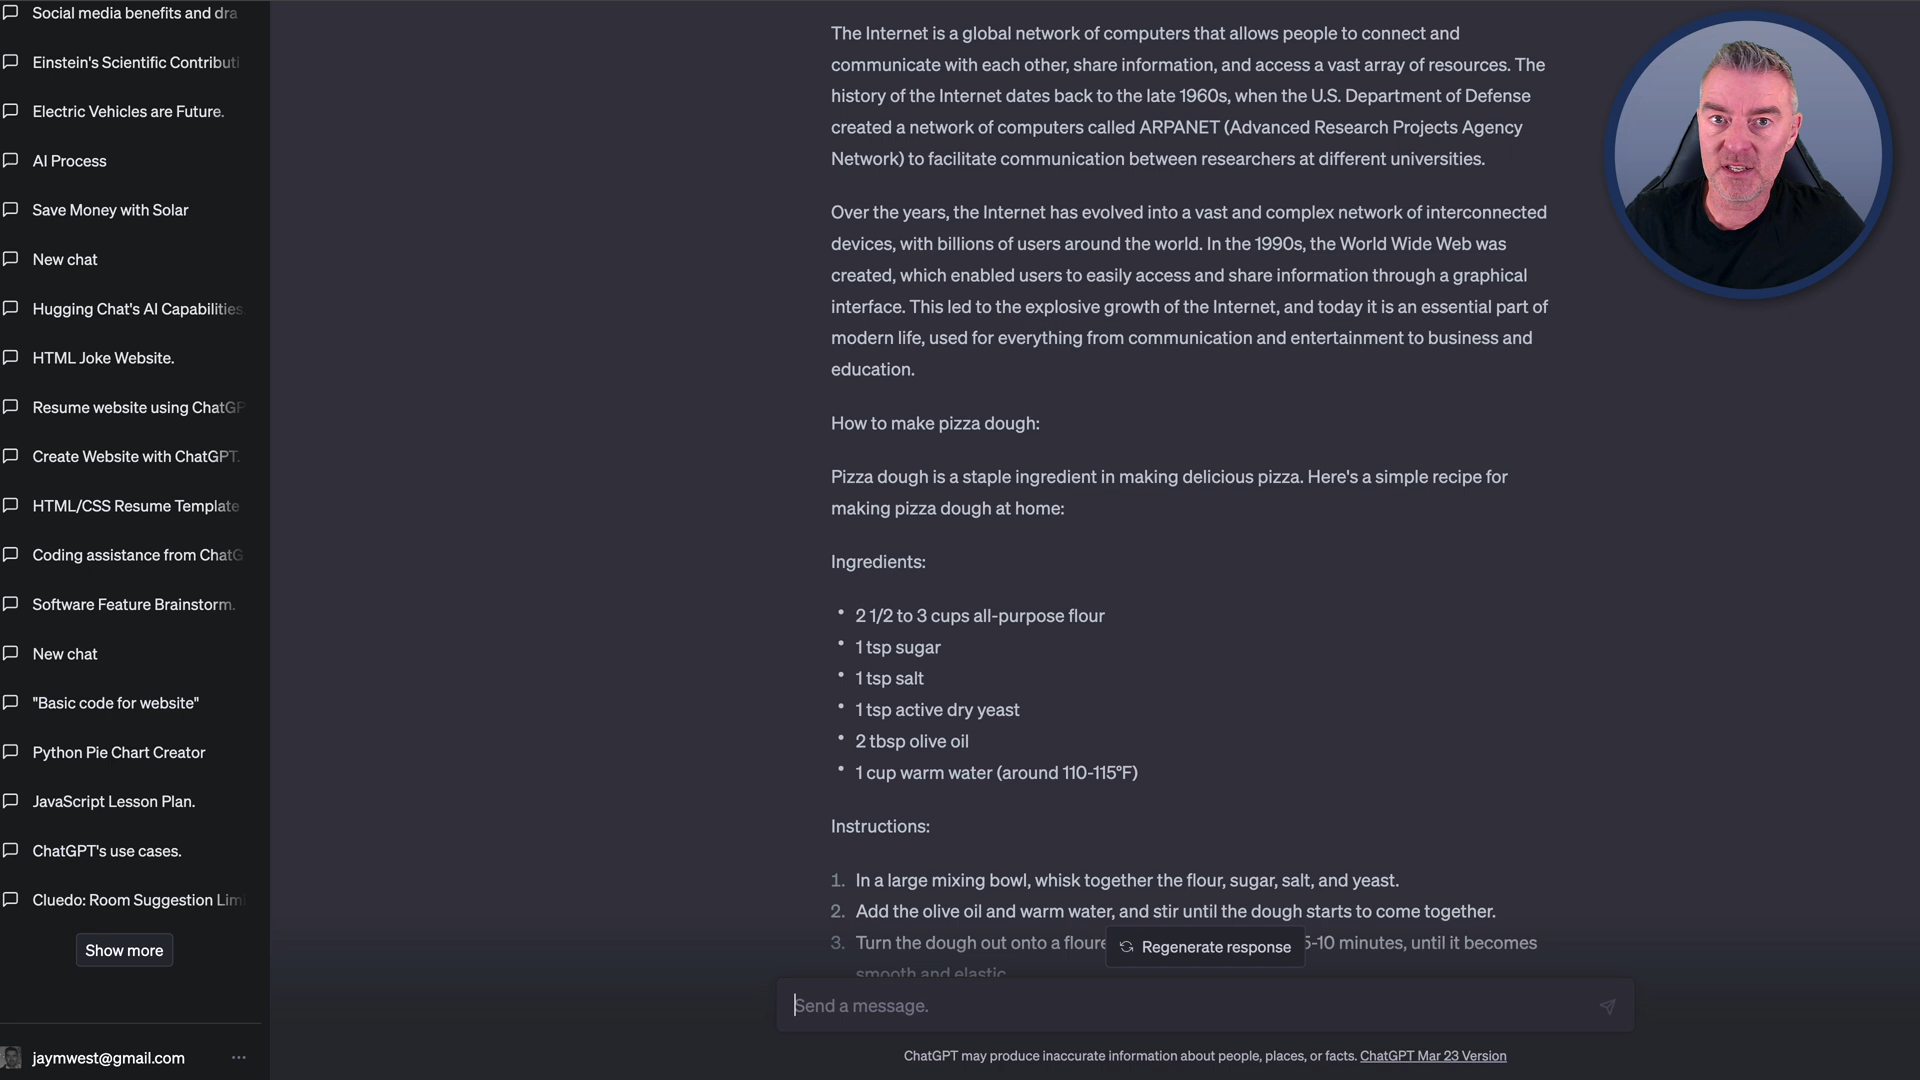 Social media benefits and dra
Einstein's Scientific Contributi
Electric Vehicles are Future.
AI Process
Save Money with Solar
New chat
Hugging Chat's AI Capabilities.
HTML Joke Website.
Resume website using ChatGP
Create Website with ChatGPT.
HTML/CSS Resume Template
Coding assistance from ChatG
Software Feature Brainstorm.
New chat
"Basic code for website"
Python Pie Chart Creator
JavaScript Lesson Plan.
ChatGPT's use cases.
Cluedo: Room Suggestion Limi
Show more
jaymwest@gmail.com
The Internet is a global network of computers that allows people to connect and
communicate with each other, share information, and access a vast array of resources. The
history of the Internet dates back to the late 1960s, when the U.S. Department of Defense
created a network of computers called ARPANET (Advanced Research Projects Agency
Network) to facilitate communication between researchers at different universities.
Over the years, the Internet has evolved into a vast and complex network of interconnected
devices, with billions of users around the world. In the 1990s, the World Wide Web was
created, which enabled users to easily access and share information through a graphical
interface. This led to the explosive growth of the Internet, and today it is an essential part of
modern life, used for everything from communication and entertainment to business and
education.
How to make pizza dough:
Pizza dough is a staple ingredient in making delicious pizza. Here's a simple recipe for
making pizza dough at home:
Ingredients:
• 2 1/2 to 3 cups all-purpose flour
• 1 tsp sugar
• 1 tsp salt
• 1 tsp active dry yeast
• 2 tbsp olive oil
• 1 cup warm water (around 110-115°F)
Instructions:
1. In a large mixing bowl, whisk together the flour, sugar, salt, and yeast.
2. Add the olive oil and warm water, and stir until the dough starts to come together.
3. Turn the dough out onto a floure 5-10 minutes, until it becomes
smooth and elastic
Regenerate response
Send a message.
ChatGPT may produce inaccurate information about people, places, or facts. ChatGPT Mar 23 Version